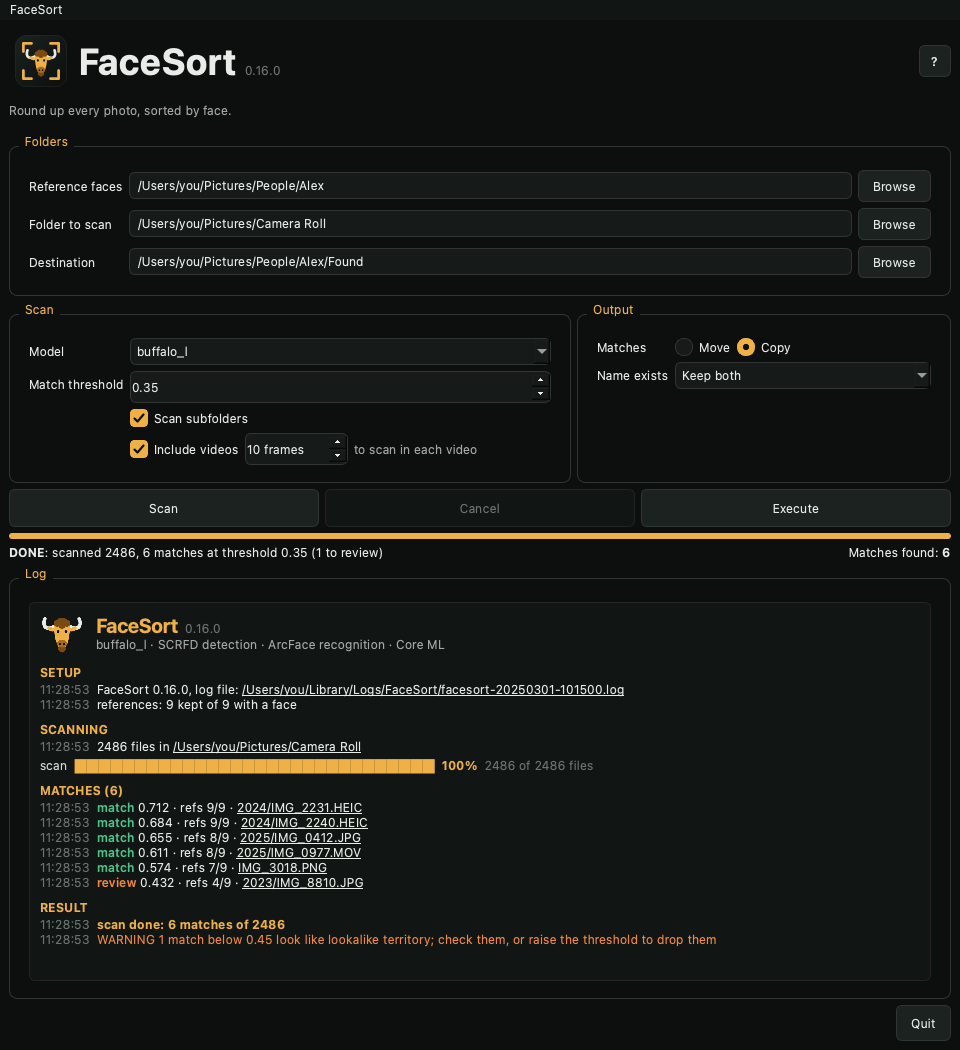 FaceSort
FaceSort 0.16.0
?
Round up every photo, sorted by face.
Folders
Reference faces /Users/you/Pictures/People/Alex Browse
Folder to scan /Users/you/Pictures/Camera Roll Browse
Destination /Users/you/Pictures/People/Alex/Found Browse
Scan
Model buffalo_l
Match threshold 0.35
Scan subfolders
Include videos 10 frames to scan in each video
Output
Matches Move Copy
Name exists Keep both
Scan Cancel Execute
DONE: scanned 2486, 6 matches at threshold 0.35 (1 to review) Matches found: 6
Log
FaceSort 0.16.0
buffalo_l · SCRFD detection · ArcFace recognition · Core ML
SETUP
11:28:53 FaceSort 0.16.0, log file: /Users/you/Library/Logs/FaceSort/facesort-20250301-101500.log
11:28:53 references: 9 kept of 9 with a face
SCANNING
11:28:53 2486 files in /Users/you/Pictures/Camera Roll
scan 100% 2486 of 2486 files
MATCHES (6)
11:28:53 match 0.712 · refs 9/9 · 2024/IMG_2231.HEIC
11:28:53 match 0.684 · refs 9/9 · 2024/IMG_2240.HEIC
11:28:53 match 0.655 · refs 8/9 · 2025/IMG_0412.JPG
11:28:53 match 0.611 · refs 8/9 · 2025/IMG_0977.MOV
11:28:53 match 0.574 · refs 7/9 · IMG_3018.PNG
11:28:53 review 0.432 · refs 4/9 · 2023/IMG_8810.JPG
RESULT
11:28:53 scan done: 6 matches of 2486
11:28:53 WARNING 1 match below 0.45 look like lookalike territory; check them, or raise the threshold to drop them
Quit